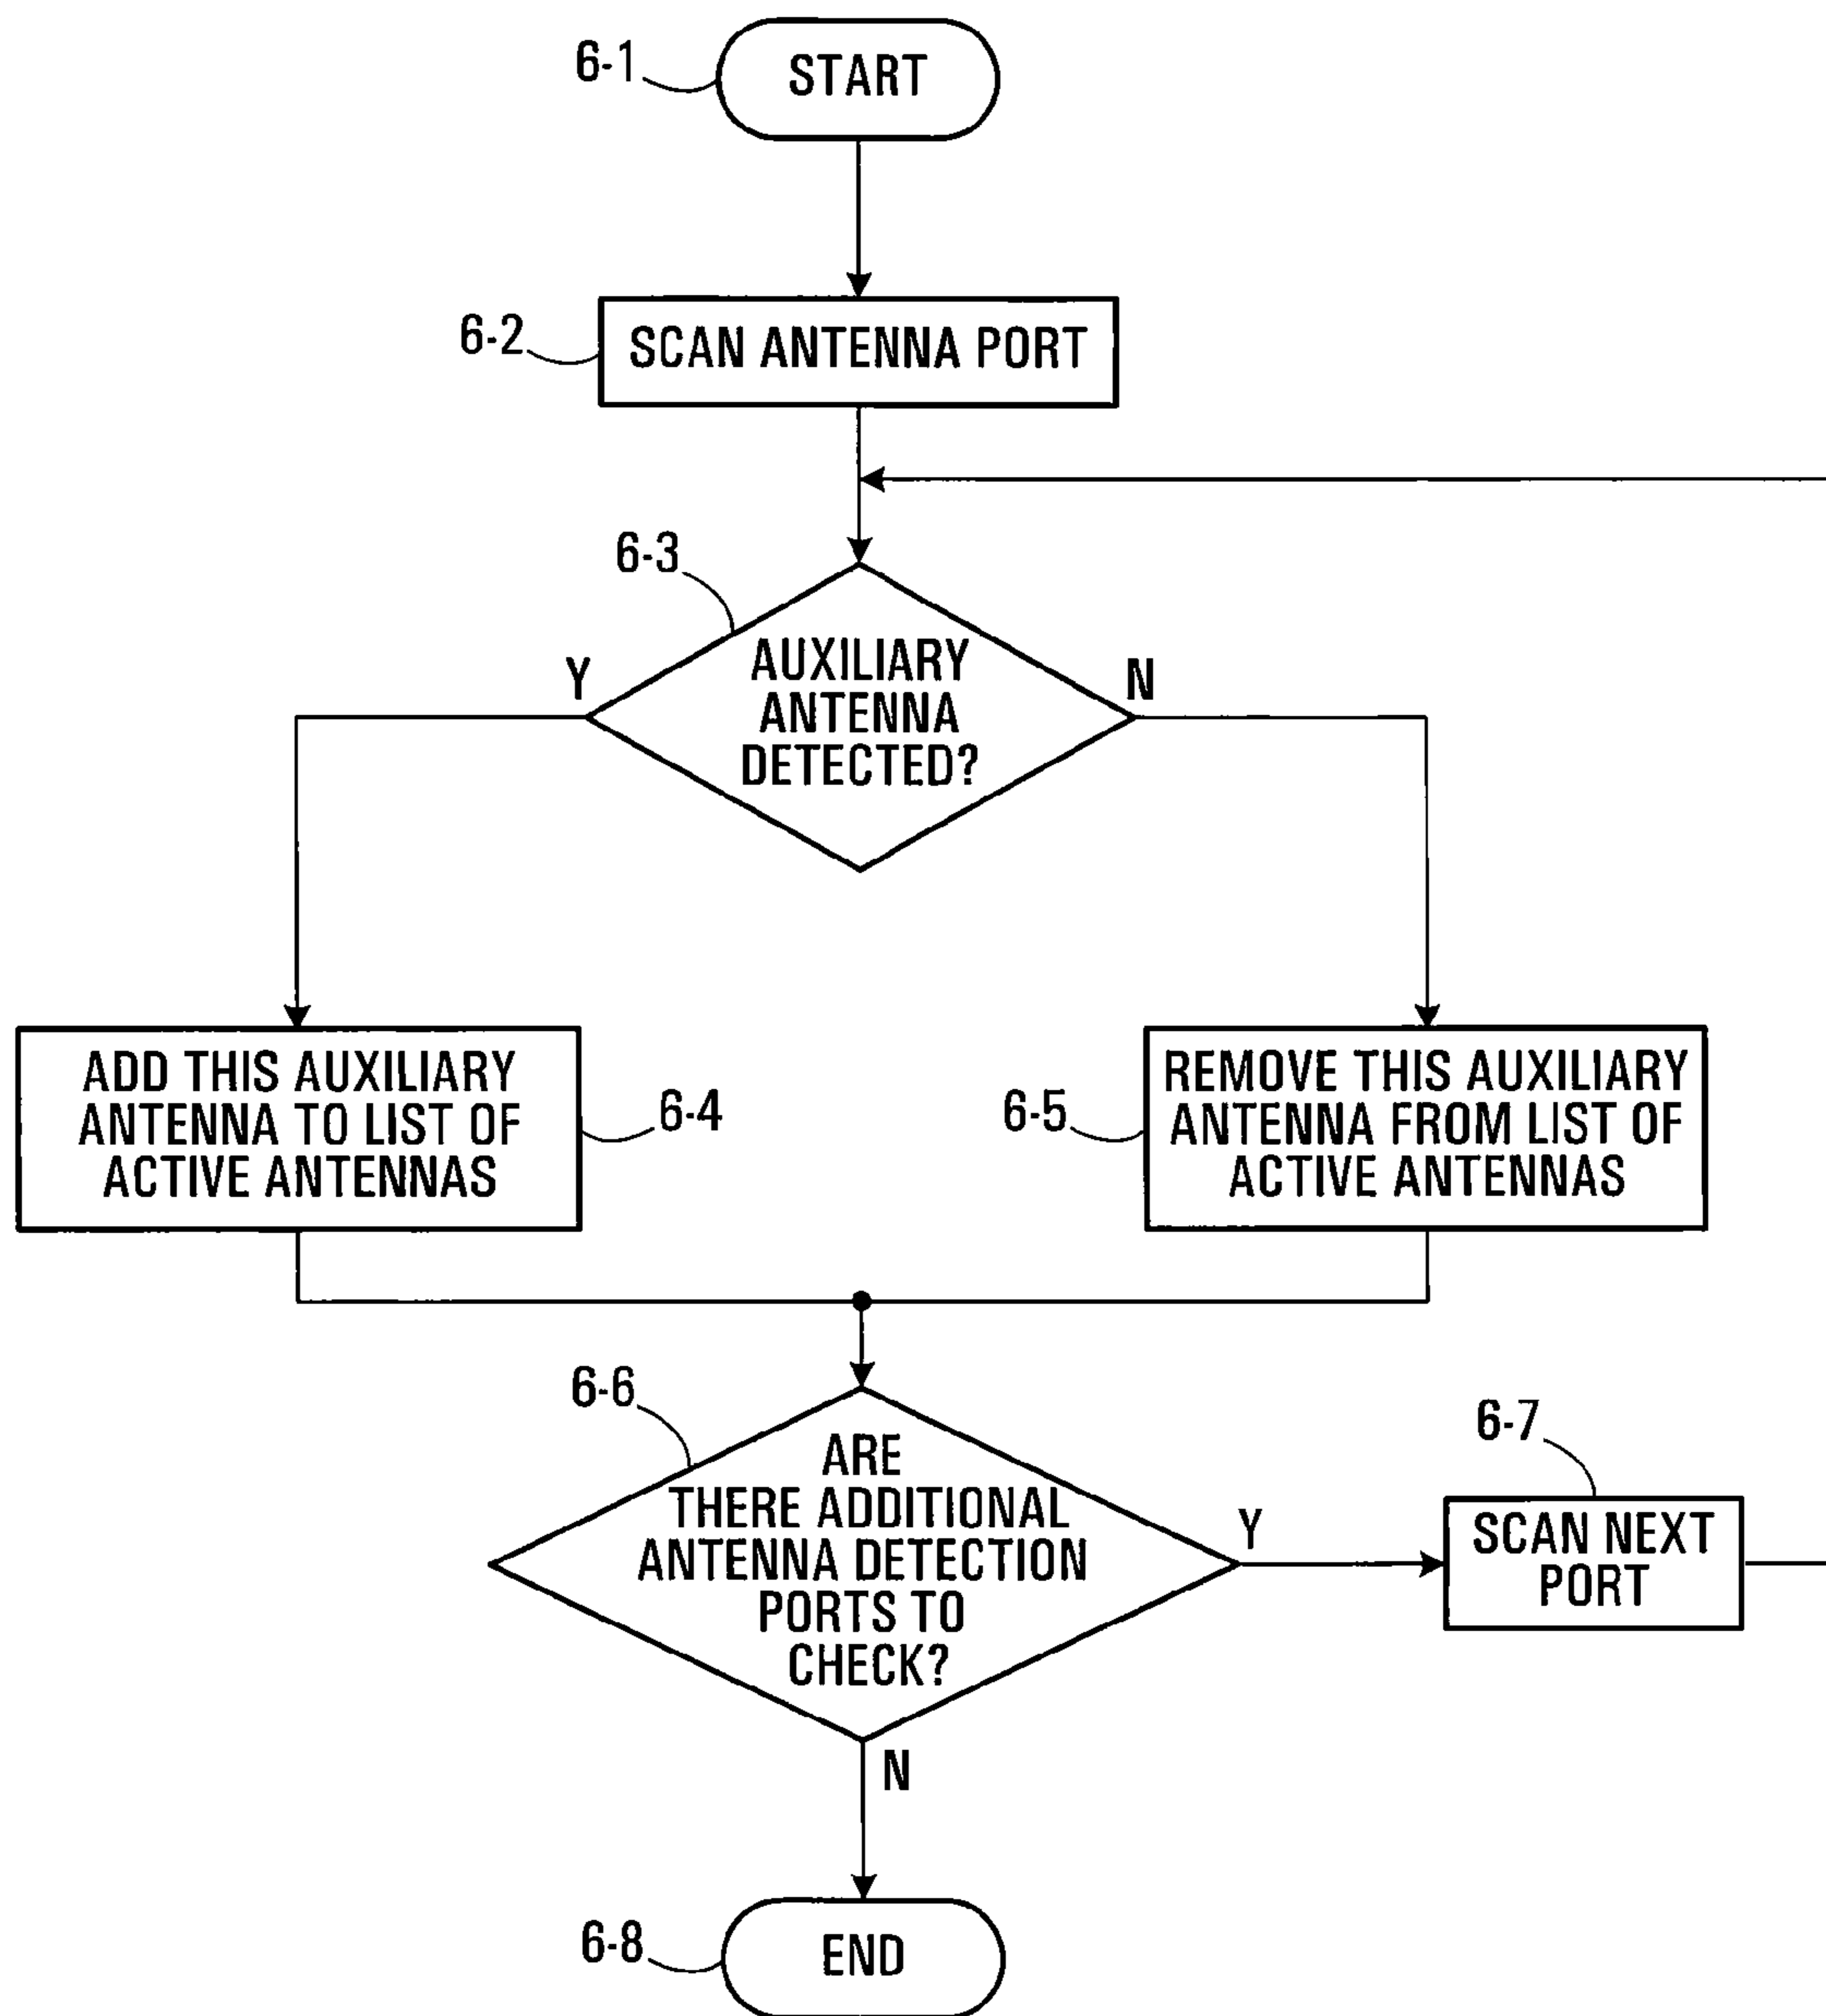 6-1
START
6-2
SCAN ANTENNA PORT
6-3
AUXILIARY
ANTENNA
DETECTED?
Y
N
ADD THIS AUXILIARY
ANTENNA TO LIST OF
ACTIVE ANTENNAS
6-4
6-5
REMOVE THIS AUXILIARY
ANTENNA FROM LIST OF
ACTIVE ANTENNAS
6-6
ARE
THERE ADDITIONAL
ANTENNA DETECTION
PORTS TO
CHECK?
Y
6-7
SCAN NEXT
PORT
N
6-8
END